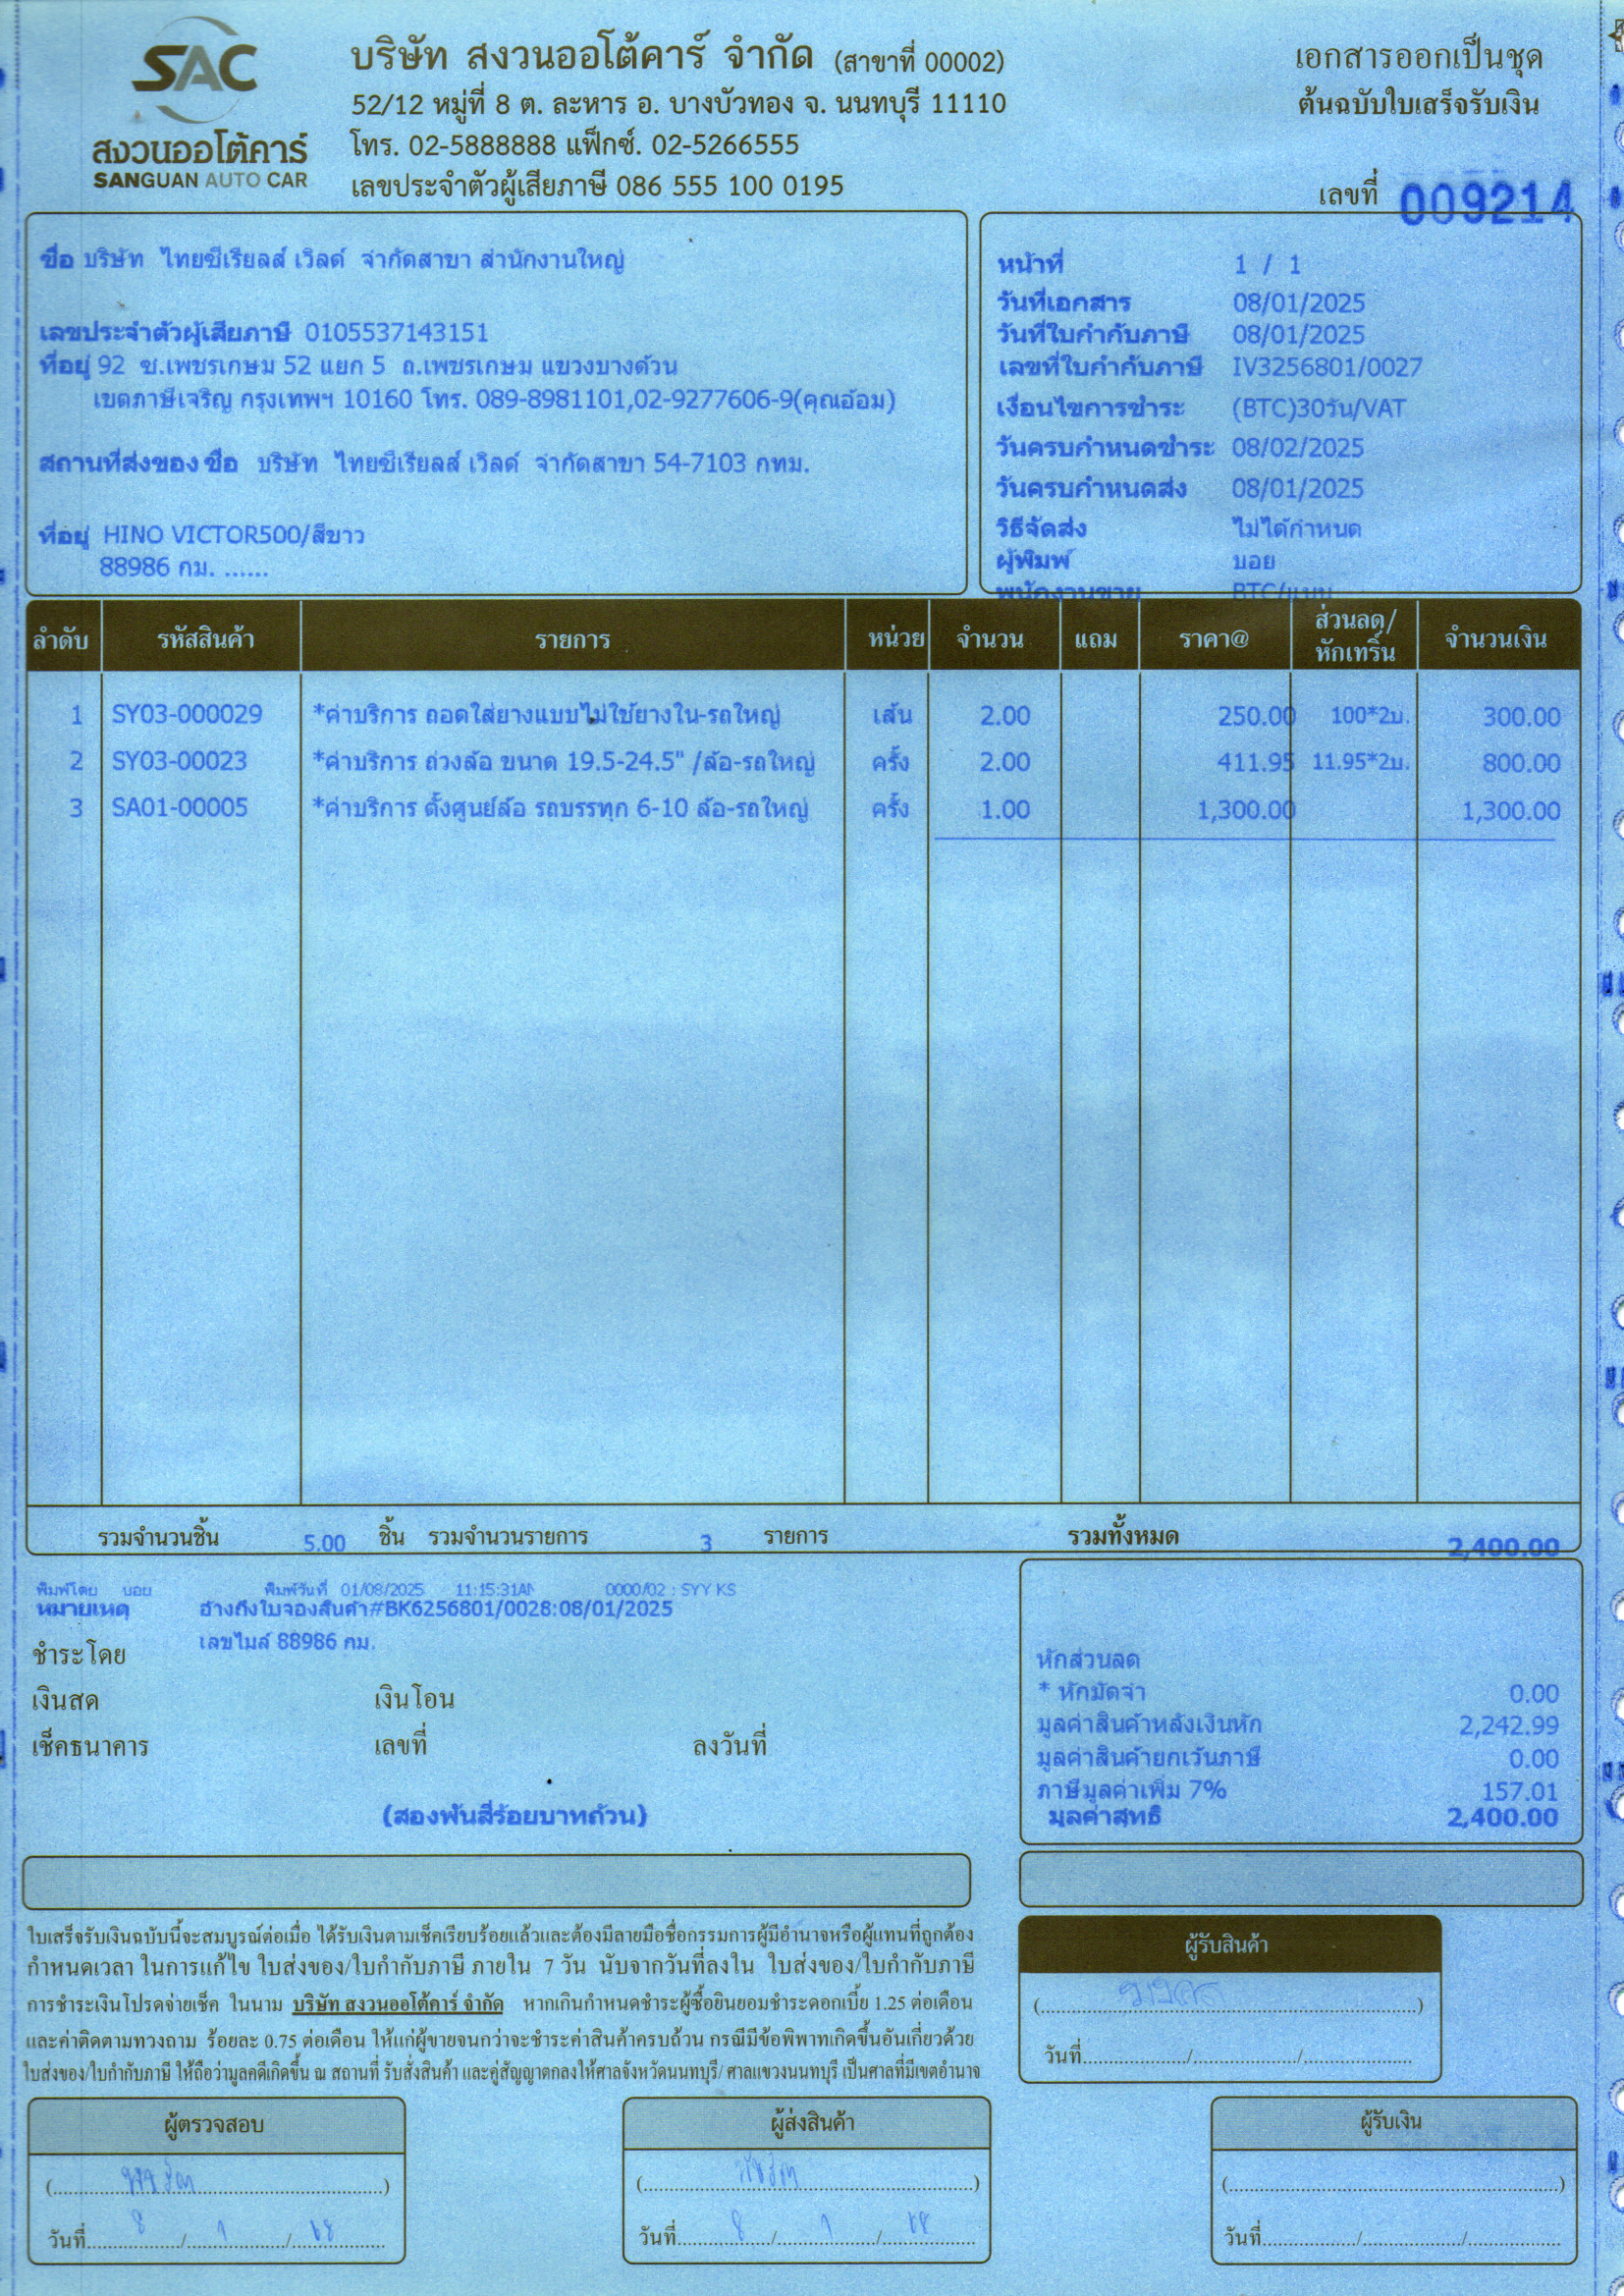 SAC
สงวนออโต้คาร์
SANGUAN AUTO CAR
บริษัท สงวนออโต้คาร์ จำกัด (สาขาที่ 00002)
52/12 หมู่ที่ 8 ต. ละหาร อ. บางบัวทอง จ. นนทบุรี 11110
โทร. 02-5888888 แฟ็กซ์. 02-5266555
เลขประจำตัวผู้เสียภาษี 086 555 100 0195
เอกสารออกเป็นชุด
ต้นฉบับใบเสร็จรับเงิน
เลขที่ 009214
ชื่อ บริษัท ไทยซีเรียลส์ เวิลด์ จำกัดสาขา สำนักงานใหญ่
เลขประจำตัวผู้เสียภาษี 0105537143151
ที่อยู่ 92 ซ.เพชรเกษม 52 แยก 5 ถ.เพชรเกษม แขวงบางด้วน
เขตภาษีเจริญ กรุงเทพฯ 10160 โทร. 089-8981101,02-9277606-9(คุณอ้อม)
สถานที่ส่งของ ชื่อ บริษัท ไทยซีเรียลส์ เวิลด์ จำกัดสาขา 54-7103 กทม.
ที่อยู่ HINO VICTOR500/สีขาว
88986 กม. ......
หน้าที่ 1 / 1
วันที่เอกสาร 08/01/2025
วันที่ใบกำกับภาษี 08/01/2025
เลขที่ใบกำกับภาษี IV3256801/0027
เงื่อนไขการชำระ (BTC)30วัน/VAT
วันครบกำหนดชำระ 08/02/2025
วันครบกำหนดส่ง 08/01/2025
วิธีจัดส่ง ไม่ได้กำหนด
ผู้พิมพ์ บอย
พนักงานขาย BTC/แบบ
ลำดับ รหัสสินค้า รายการ หน่วย จำนวน แถม ราคา@ ส่วนลด/หักเทริ์น จำนวนเงิน
1 SY03-000029 *ค่าบริการ ถอดใส่ยางแบบไม่ใช้ยางใน-รถใหญ่ เส้น 2.00 250.00 100*2บ. 300.00
2 SY03-00023 *ค่าบริการ ถ่วงล้อ ขนาด 19.5-24.5" /ล้อ-รถใหญ่ ครั้ง 2.00 411.95 11.95*2บ. 800.00
3 SA01-00005 *ค่าบริการ ตั้งศูนย์ล้อ รถบรรทุก 6-10 ล้อ-รถใหญ่ ครั้ง 1.00 1,300.00 1,300.00
รวมจำนวนชิ้น 5.00 ชิ้น รวมจำนวนรายการ 3 รายการ รวมทั้งหมด 2,400.00
พิมพ์โดย บอย พิมพ์วันที่ 01/08/2025 11:15:31AM 0000/02 : SYY KS
หมายเหตุ อ้างถึงใบจองสินค้า#BK6256801/0028:08/01/2025
เลขไมล์ 88986 กม.
ชำระโดย
เงินสด เงินโอน
เช็คธนาคาร เลขที่ ลงวันที่
(สองพันสี่ร้อยบาทถ้วน)
หักส่วนลด
* หักมัดจำ 0.00
มูลค่าสินค้าหลังเงินหัก 2,242.99
มูลค่าสินค้ายกเว้นภาษี 0.00
ภาษีมูลค่าเพิ่ม 7% 157.01
มูลค่าสุทธิ 2,400.00
ใบเสร็จรับเงินฉบับนี้จะสมบูรณ์ต่อเมื่อ ได้รับเงินตามเช็คเรียบร้อยแล้วและต้องมีลายมือชื่อกรรมการผู้มีอำนาจหรือผู้แทนที่ถูกต้อง
กำหนดเวลา ในการแก้ไข ใบส่งของ/ใบกำกับภาษี ภายใน 7 วัน นับจากวันที่ลงใน ใบส่งของ/ใบกำกับภาษี
การชำระเงินโปรดจ่ายเช็ค ในนาม บริษัท สงวนออโต้คาร์ จำกัด หากเกินกำหนดชำระผู้ซื้อยินยอมชำระดอกเบี้ย 1.25 ต่อเดือน
และค่าติดตามทวงถาม ร้อยละ 0.75 ต่อเดือน ให้แก่ผู้ขายจนกว่าจะชำระค่าสินค้าครบถ้วน กรณีมีข้อพิพาทเกิดขึ้นอันเกี่ยวด้วย
ใบส่งของ/ใบกำกับภาษี ให้ถือว่ามูลคดีเกิดขึ้น ณ สถานที่ รับสั่งสินค้า และคู่สัญญาตกลงให้ศาลจังหวัดนนทบุรี/ ศาลแขวงนนทบุรี เป็นศาลที่มีเขตอำนาจ
ผู้รับสินค้า
วันที่
ผู้ตรวจสอบ
วันที่ 8 / 1 / 68
ผู้ส่งสินค้า
วันที่ 8 / 1 / 68
ผู้รับเงิน
วันที่